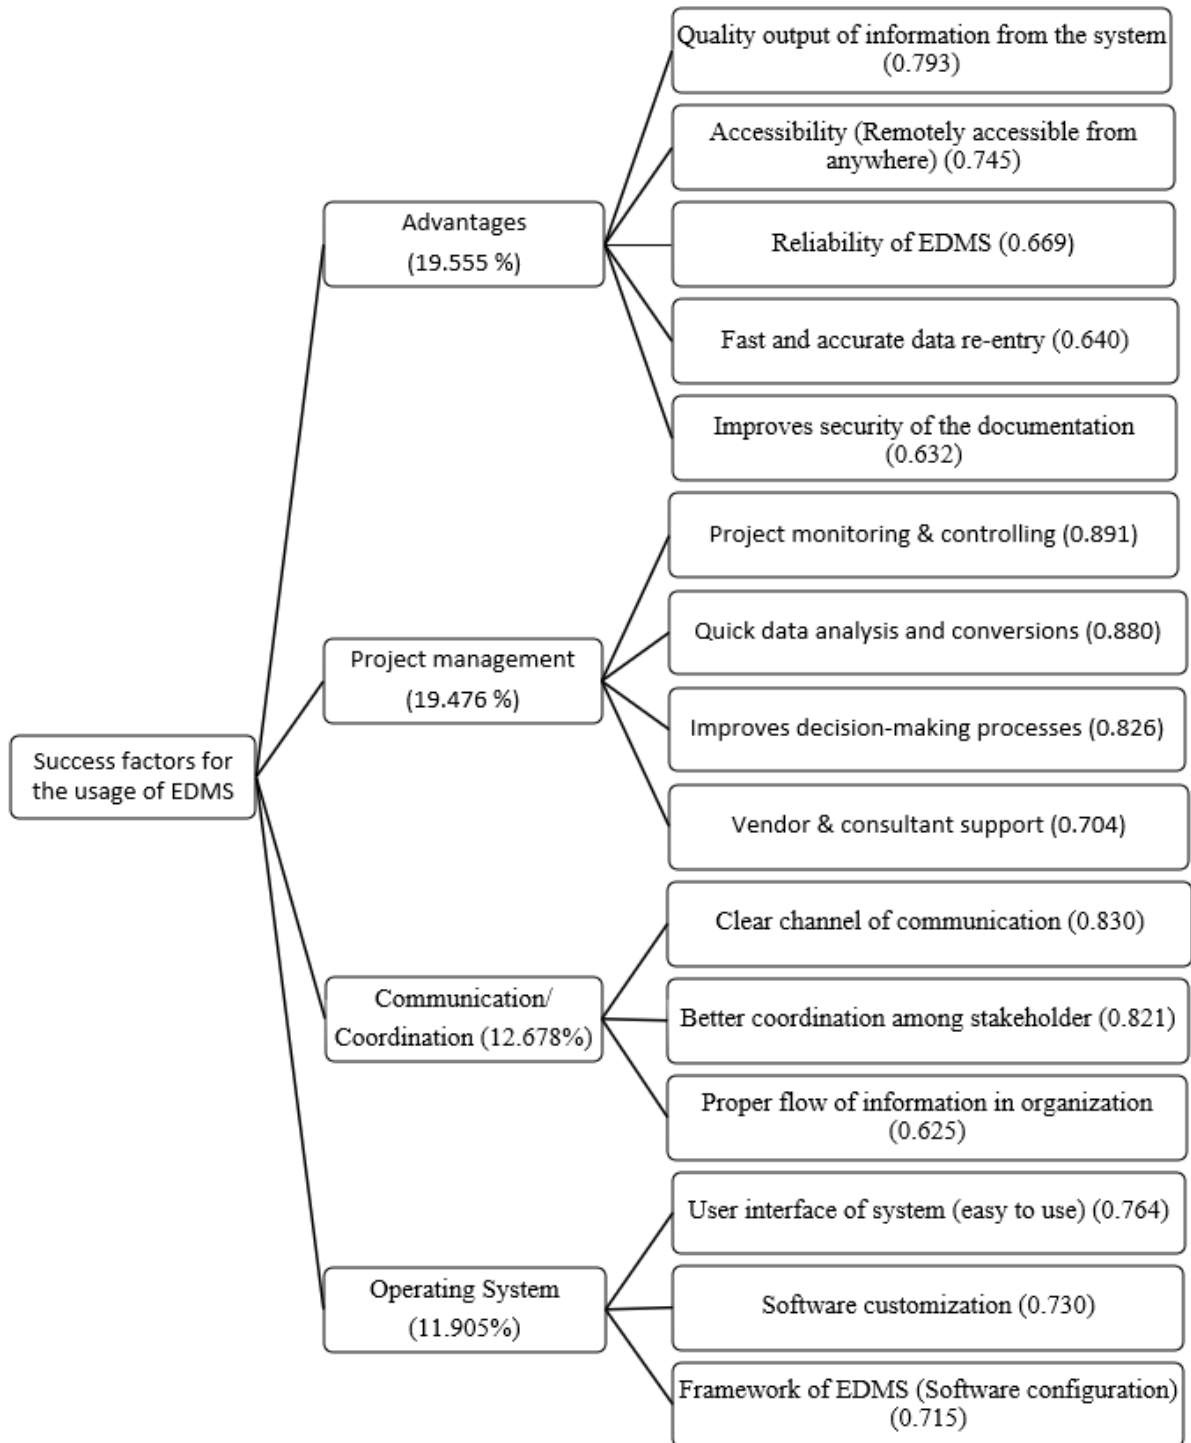 Success factors for
the usage of EDMS
Advantages
(19.555 %)
Quality output of information from the system
(0.793)
Accessibility (Remotely accessible from
anywhere) (0.745)
Reliability of EDMS (0.669)
Fast and accurate data re-entry (0.640)
Improves security of the documentation
(0.632)
Project management
(19.476 %)
Project monitoring & controlling (0.891)
Quick data analysis and conversions (0.880)
Improves decision-making processes (0.826)
Vendor & consultant support (0.704)
Communication/
Coordination (12.678%)
Clear channel of communication (0.830)
Better coordination among stakeholder (0.821)
Proper flow of information in organization
(0.625)
Operating System
(11.905%)
User interface of system (easy to use) (0.764)
Software customization (0.730)
Framework of EDMS (Software configuration)
(0.715)